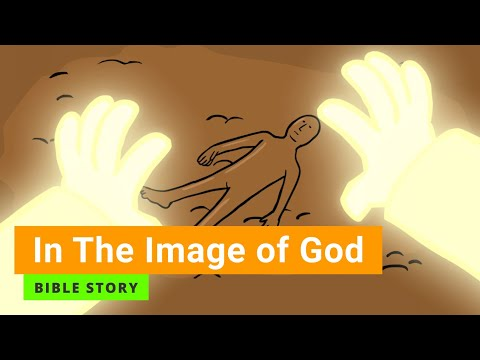 In The Image of God
BIBLE STORY